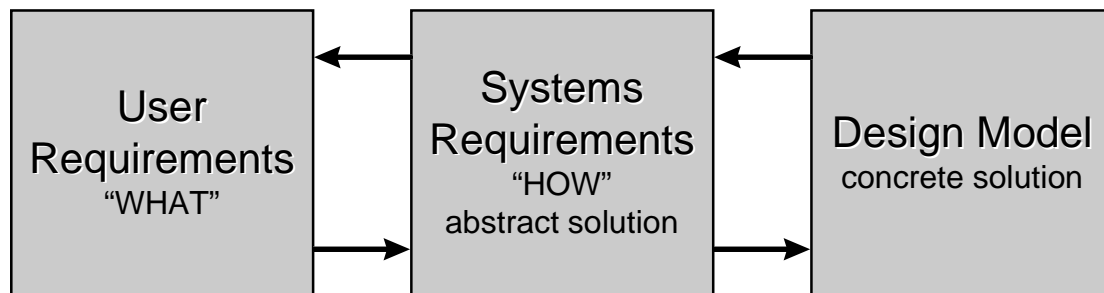 User
Requirements
“WHAT”
Systems
Requirements
“HOW”
abstract solution
Design Model
concrete solution